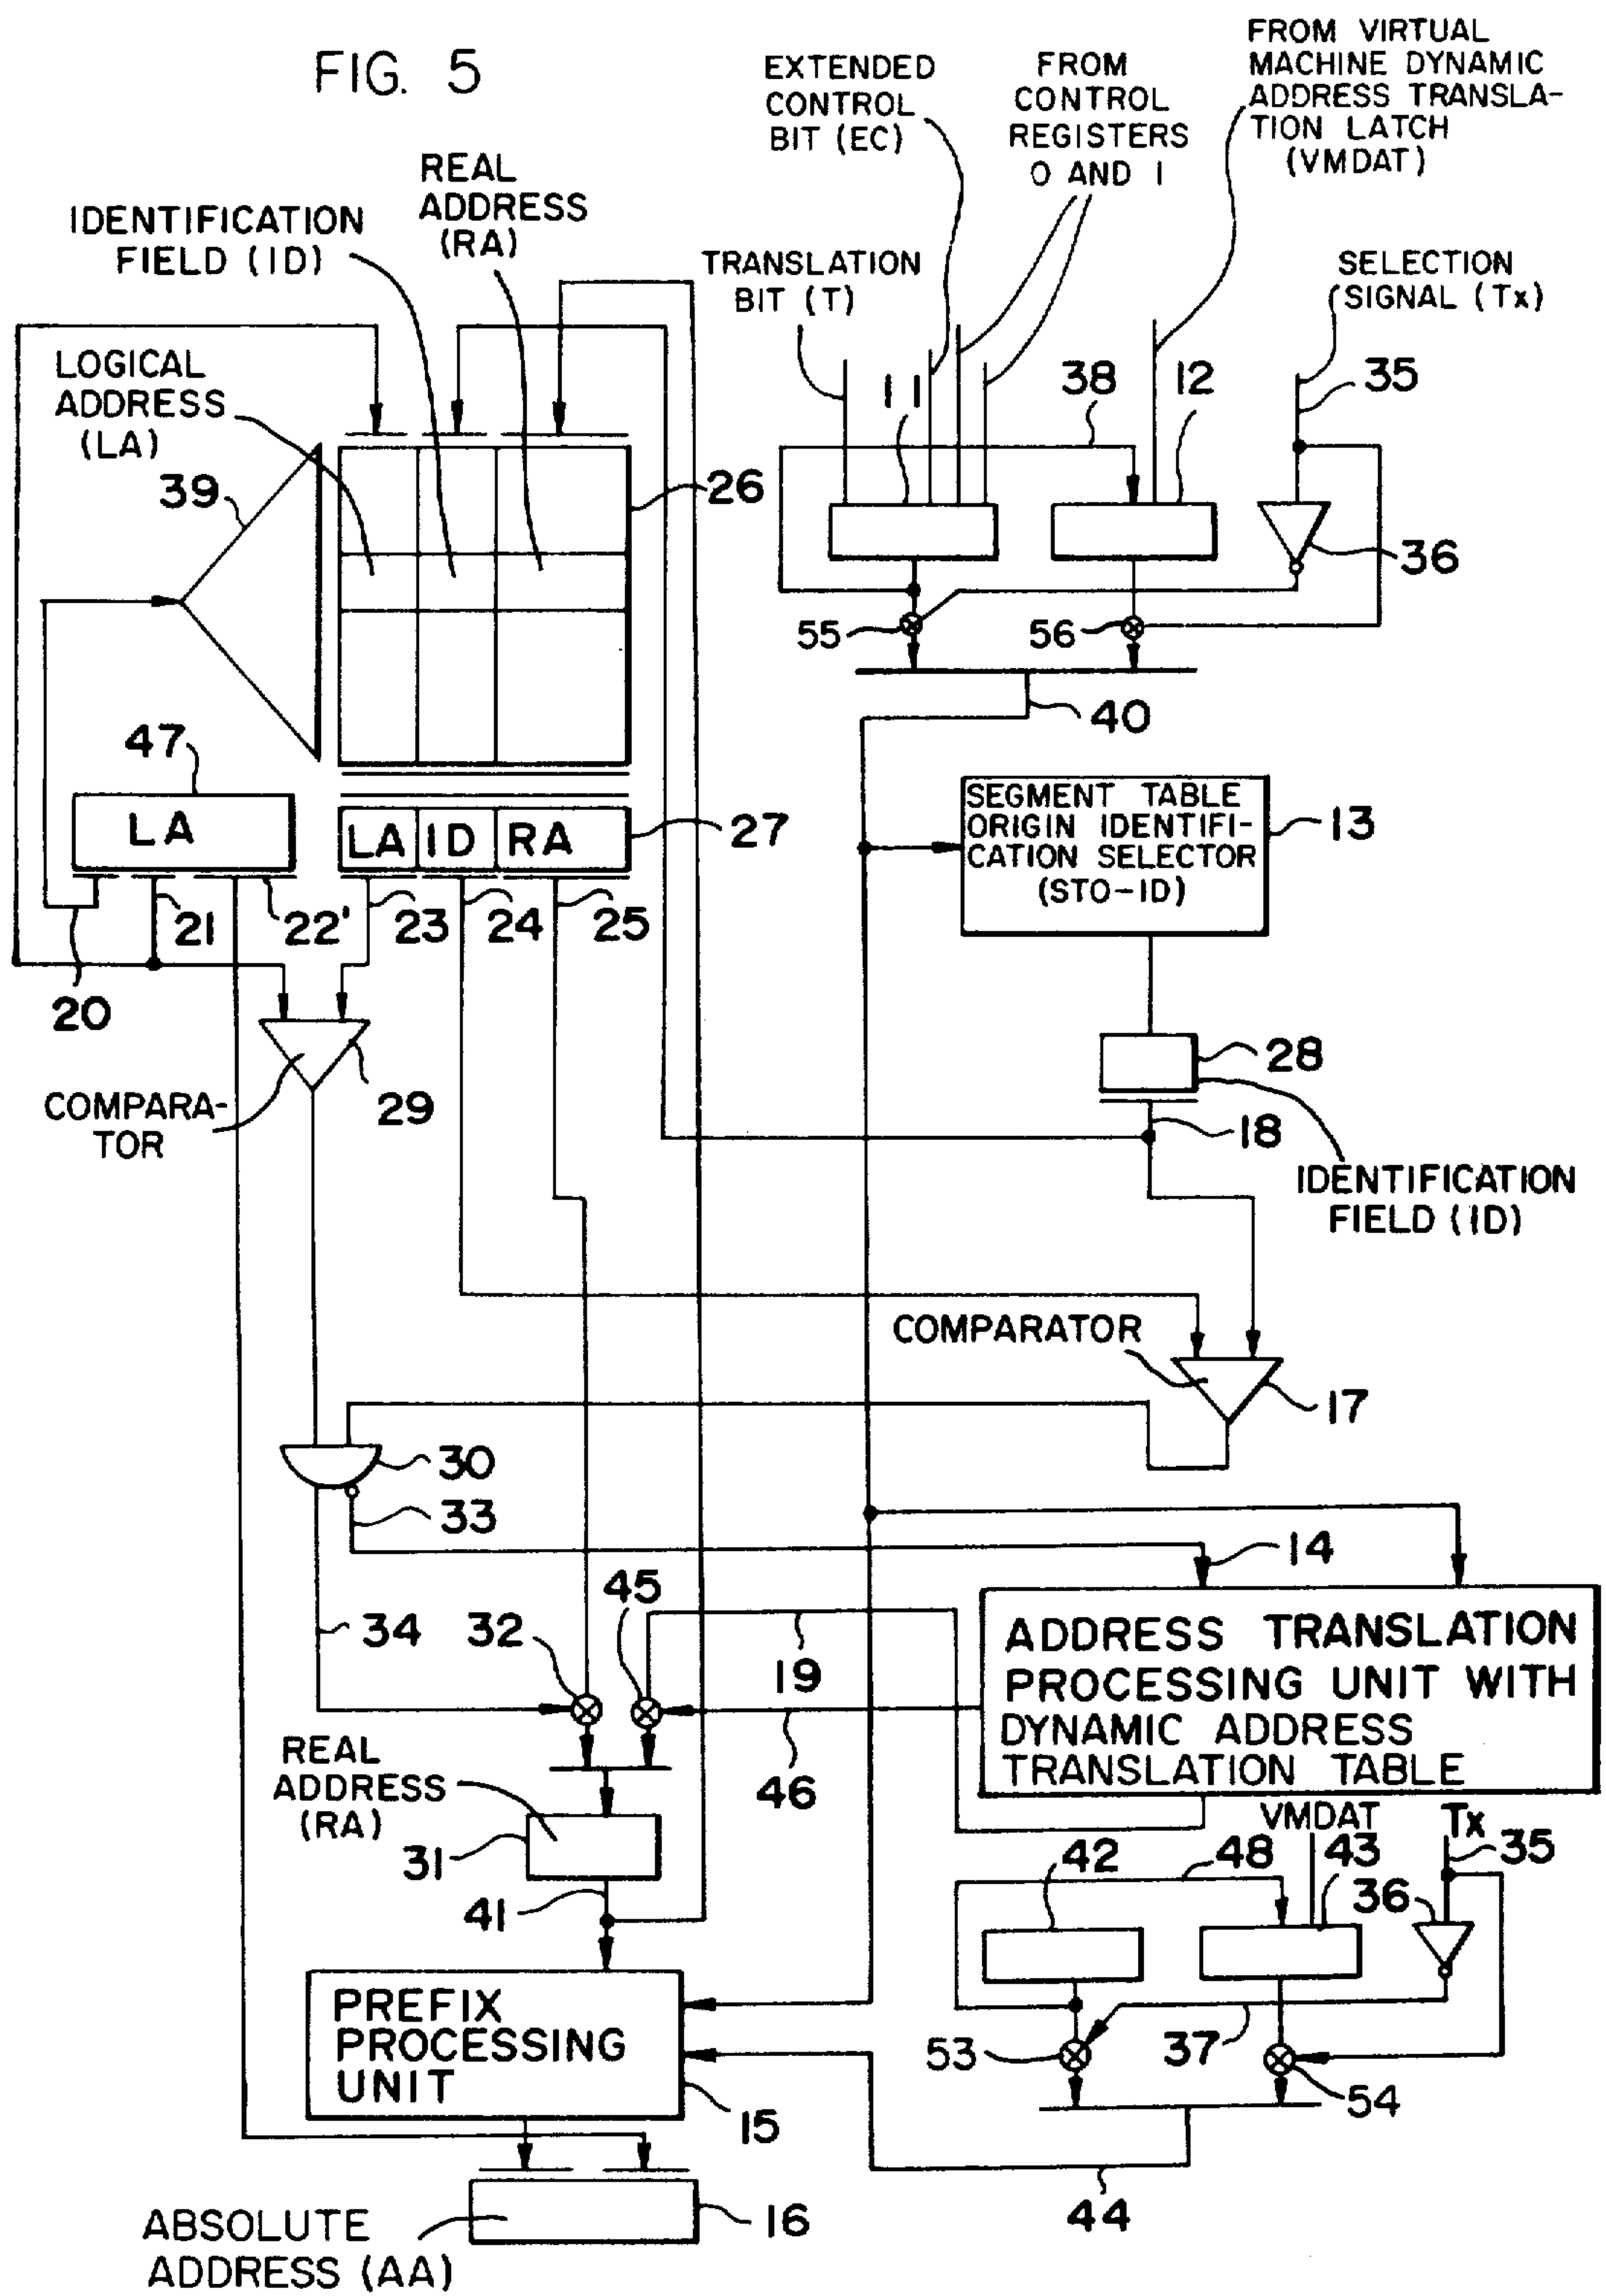 FIG. 5
EXTENDED
CONTROL
BIT (EC)
FROM
CONTROL
REGISTERS
0 AND 1
FROM VIRTUAL
MACHINE DYNAMIC
ADDRESS TRANSLA-
TION LATCH
(VMDAT)
REAL
ADDRESS
(RA)
IDENTIFICATION
FIELD (ID)
TRANSLATION
BIT (T)
SELECTION
SIGNAL (Tx)
LOGICAL
ADDRESS
(LA)
39
26
11
38
12
35
36
55
56
40
47
LA
LA ID RA
27
SEGMENT TABLE
ORIGIN IDENTIFI-
CATION SELECTOR
(STO-ID)
13
20
21
22'
23
24
25
28
18
IDENTIFICATION
FIELD (ID)
COMPARA-
TOR
29
COMPARATOR
17
30
33
14
34
32
45
19
46
ADDRESS TRANSLATION
PROCESSING UNIT WITH
DYNAMIC ADDRESS
TRANSLATION TABLE
REAL
ADDRESS
(RA)
31
41
VMDAT
Tx
35
42
48
43
36
PREFIX
PROCESSING
UNIT
15
53
37
54
44
16
ABSOLUTE
ADDRESS (AA)